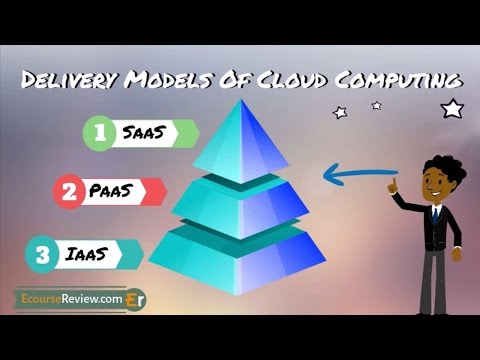 Delivery Models Of Cloud Computing
1 SaaS
2 PaaS
3 IaaS
EcourseReview.com Er